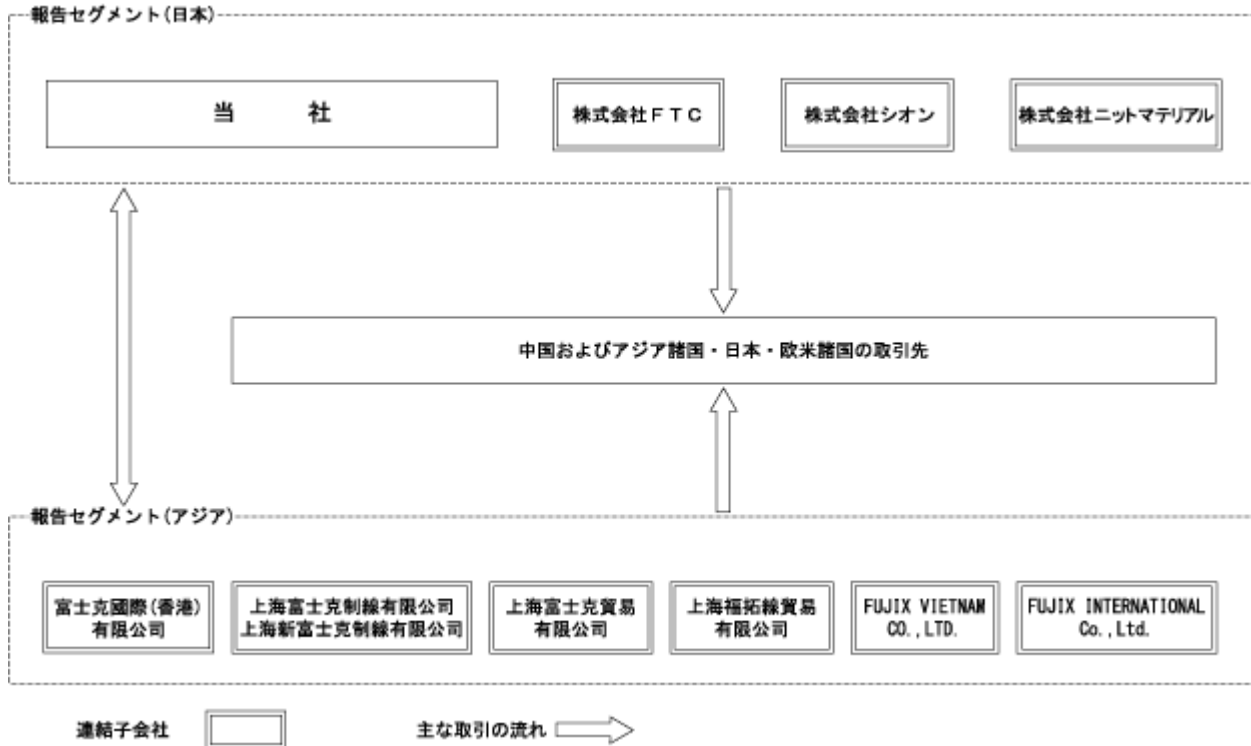 報告セグメント(日本)
当 社
株式会社FTC
株式会社シオン
株式会社ニットマテリアル
中国およびアジア諸国・日本・欧米諸国の取引先
報告セグメント(アジア)
富士克國際(香港)
有限公司
上海富士克制線有限公司
上海新富士克制線有限公司
上海富士克貿易
有限公司
上海福拓線貿易
有限公司
FUJIX VIETNAM
CO.,LTD.
FUJIX INTERNATIONAL
Co.,Ltd.
連結子会社
主な取引の流れ